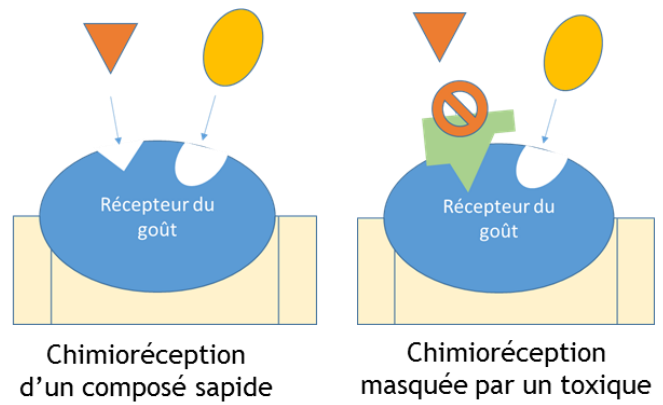 Récepteur du
goût
Récepteur du
goût
Chimioréception
d'un composé sapide
Chimioréception
masquée par un toxique